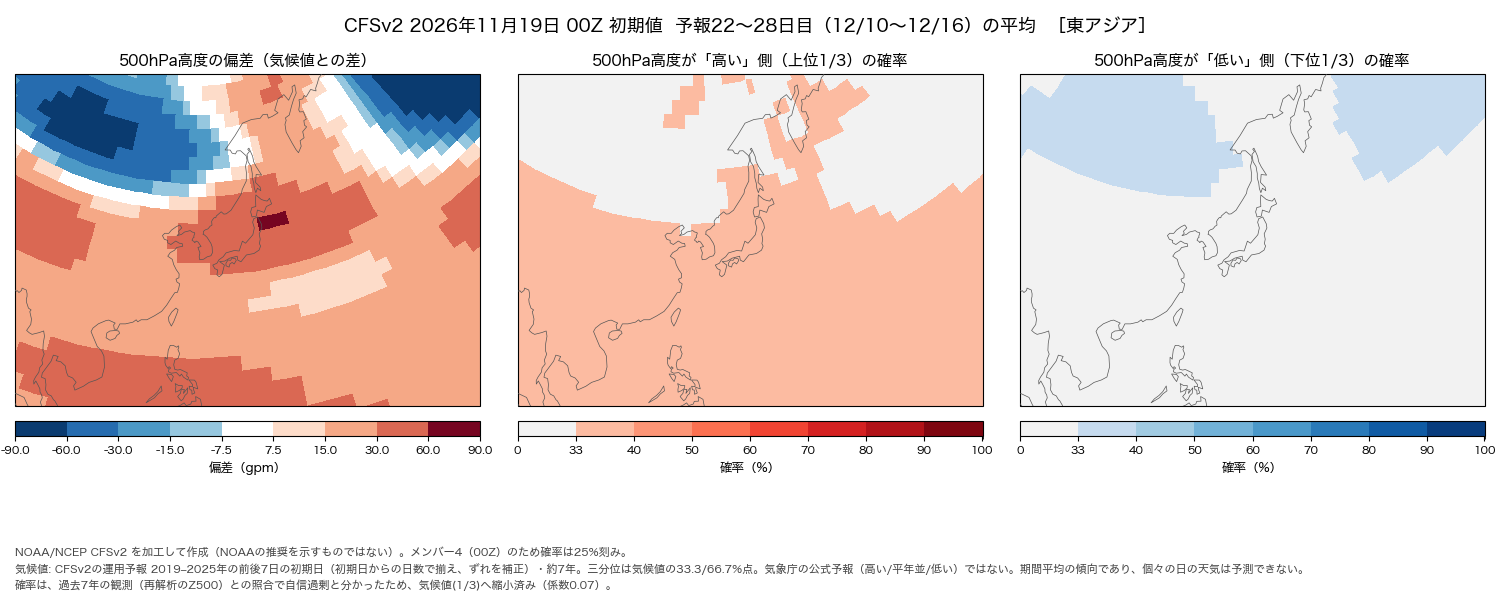 CFSv2 2026年11月19日 00Z 初期値 予報22～28日目（12/10～12/16）の平均 ［東アジア］
500hPa高度の偏差（気候値との差）
500hPa高度が「高い」側（上位1/3）の確率
500hPa高度が「低い」側（下位1/3）の確率
-90.0 -60.0 -30.0 -15.0 -7.5 7.5 15.0 30.0 60.0 90.0
偏差（gpm）
0 33 40 50 60 70 80 90 100
確率（%）
0 33 40 50 60 70 80 90 100
確率（%）
NOAA/NCEP CFSv2 を加工して作成（NOAAの推奨を示すものではない）。メンバー4（00Z）のため確率は25%刻み。
気候値: CFSv2の運用予報 2019–2025年の前後7日の初期日（初期日からの日数で揃え、ずれを補正）・約7年。三分位は気候値の33.3/66.7%点。気象庁の公式予報（高い/平年並/低い）ではない。期間平均の傾向であり、個々の日の天気は予測できない。
確率は、過去7年の観測（再解析のZ500）との照合で自信過剰と分かったため、気候値(1/3)へ縮小済み（係数0.07）。